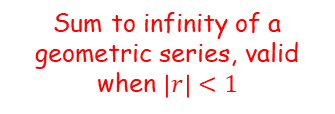 Sum to infinity of a
geometric series, valid
when |r| < 1